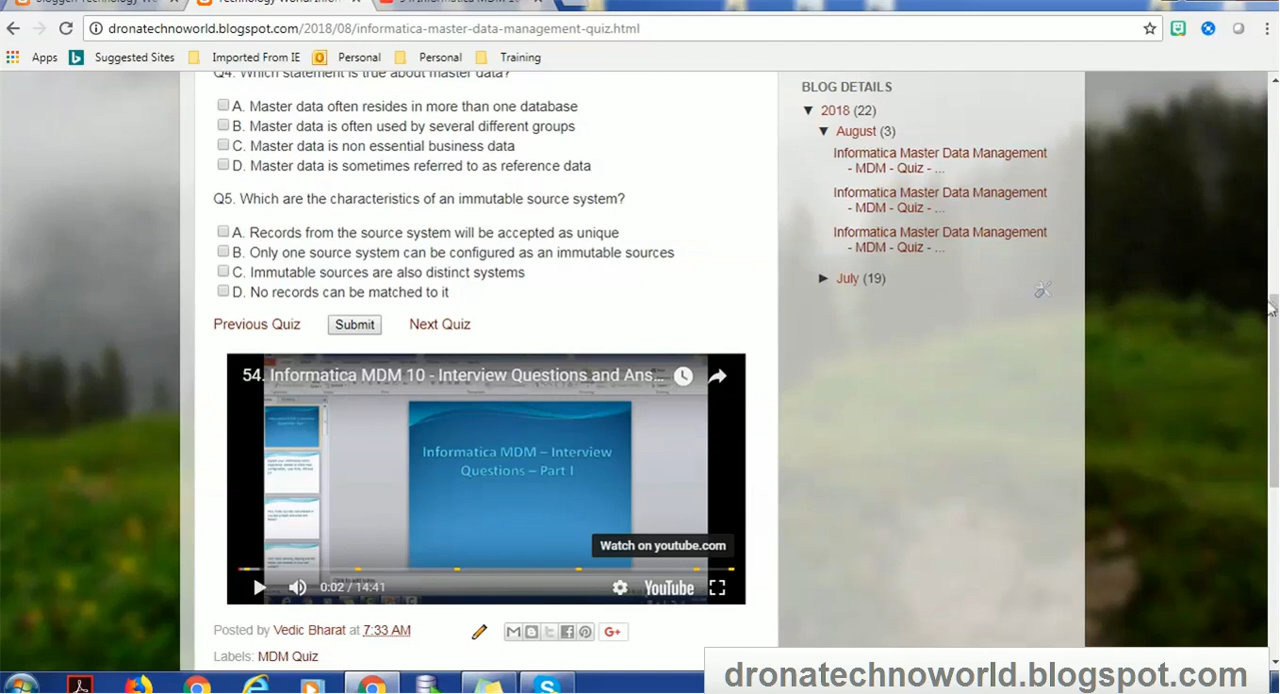 dronatechnoworld.blogspot.com/2018/08/informatica-master-data-management-quiz.html
Apps
Suggested Sites
Imported From IE
Personal
Personal
Training
Q4. Which statement is true about master data?
A. Master data often resides in more than one database
B. Master data is often used by several different groups
C. Master data is non essential business data
D. Master data is sometimes referred to as reference data
Q5. Which are the characteristics of an immutable source system?
A. Records from the source system will be accepted as unique
B. Only one source system can be configured as an immutable sources
C. Immutable sources are also distinct systems
D. No records can be matched to it
Previous Quiz
Submit
Next Quiz
54. Informatica MDM 10 - Interview Questions and Ans...
Informatica MDM – Interview
Questions – Part I
Watch on youtube.com
0:02 / 14:41
YouTube
Posted by Vedic Bharat at 7:33 AM
G+
Labels: MDM Quiz
BLOG DETAILS
▼ 2018 (22)
▼ August (3)
Informatica Master Data Management
- MDM - Quiz - ...
Informatica Master Data Management
- MDM - Quiz - ...
Informatica Master Data Management
- MDM - Quiz - ...
► July (19)
dronatechnoworld.blogspot.com